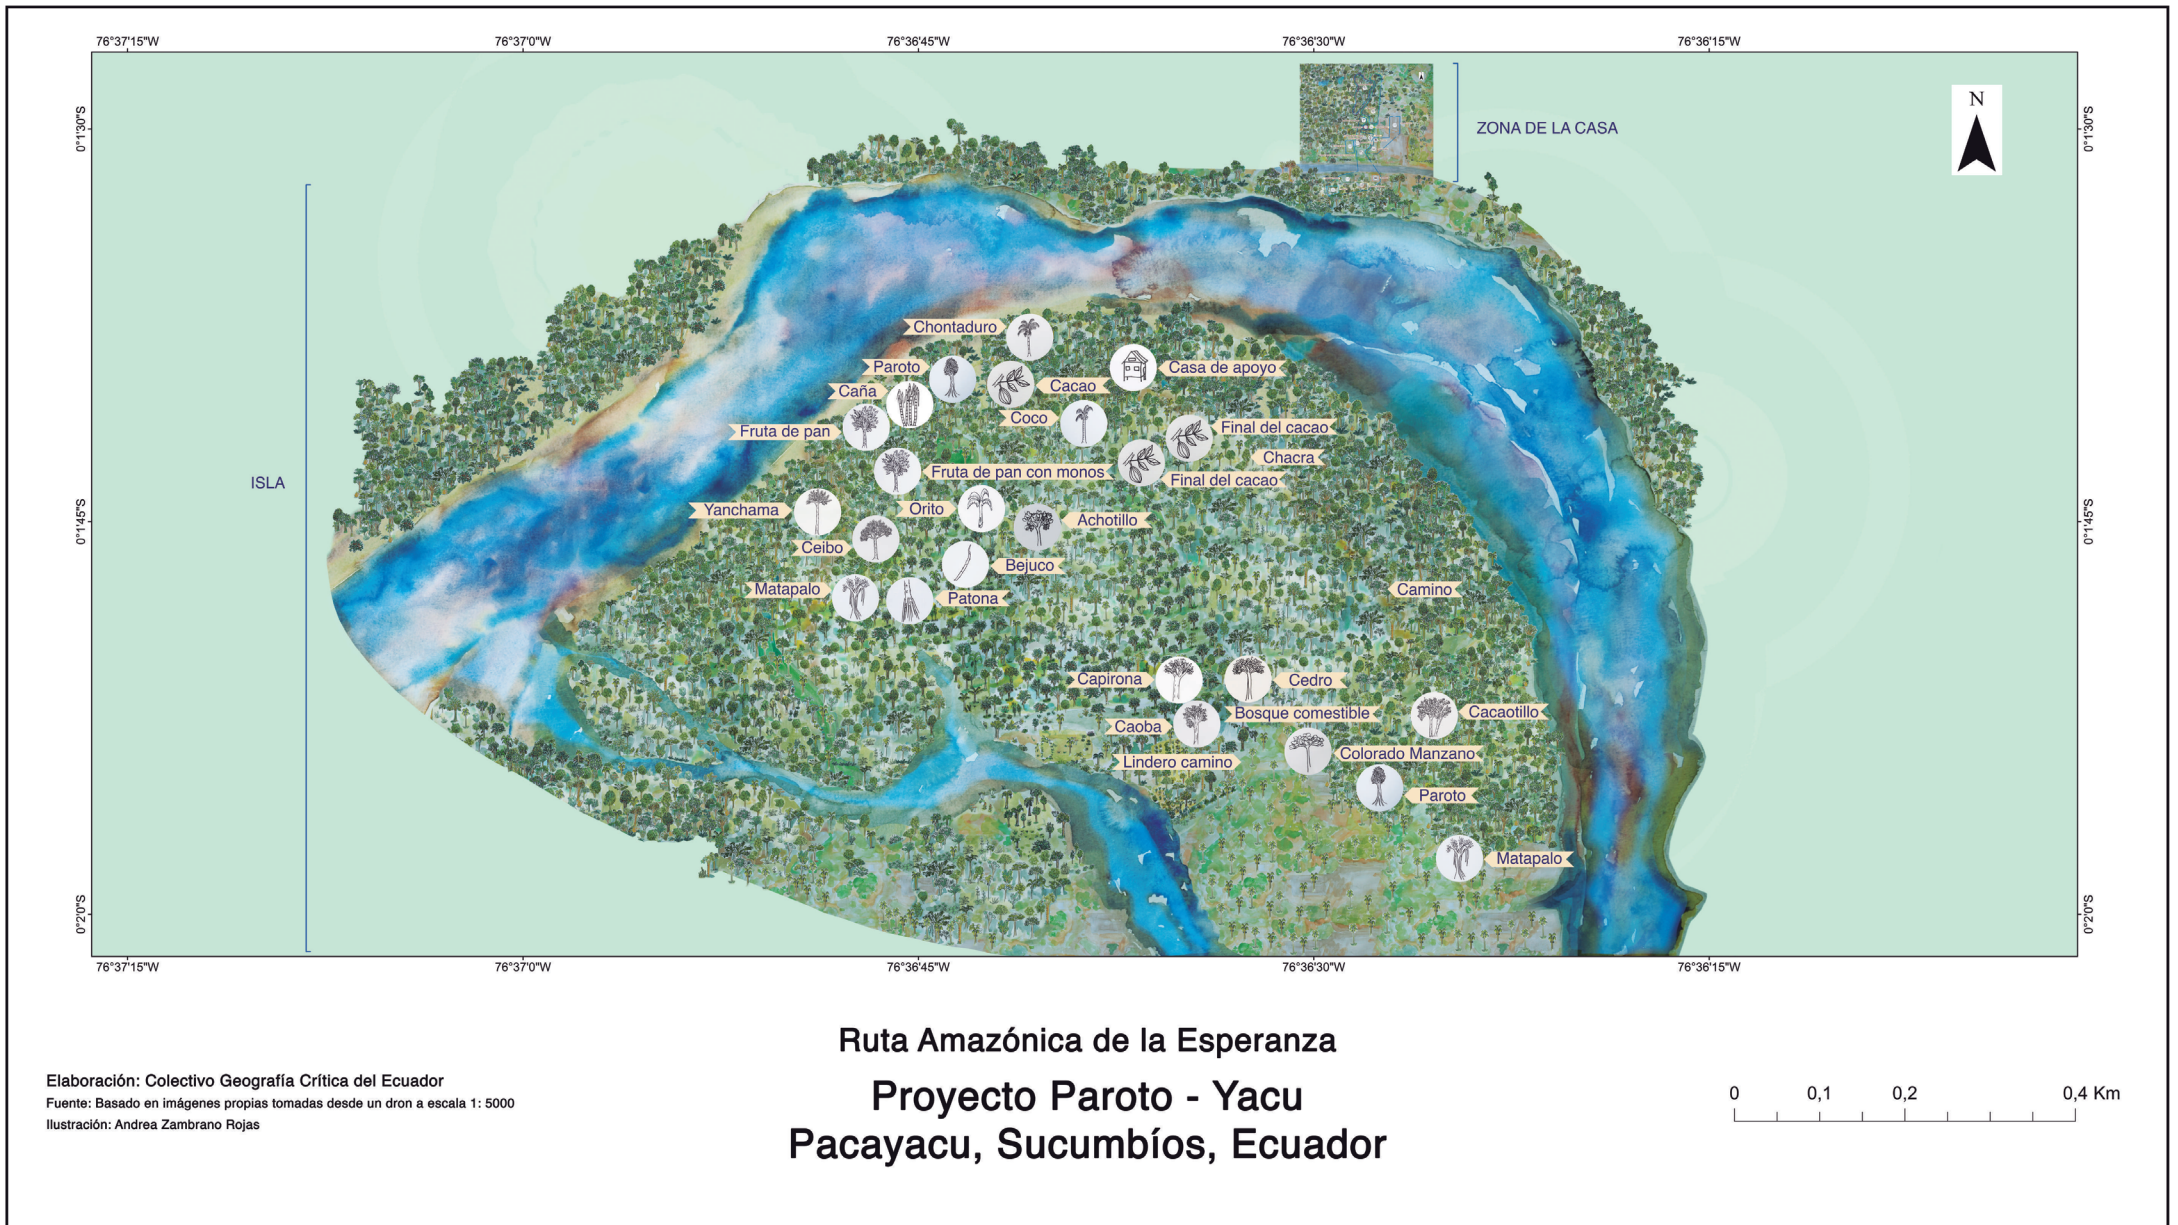 76°37'15"W
76°37'0"W
76°36'45"W
76°36'30"W
76°36'15"W
0°1'30"S
0°1'30"S
N
ZONA DE LA CASA
ISLA
Chontaduro
Paroto
Casa de apoyo
Cacao
Caña
Coco
Fruta de pan
Final del cacao
Chacra
Fruta de pan con monos
Final del cacao
Yanchama
Orito
Achotillo
0°1'45"S
0°1'45"S
Ceibo
Bejuco
Matapalo
Patona
Camino
Capirona
Cedro
Bosque comestible
Cacaotillo
Caoba
Colorado Manzano
Lindero camino
Paroto
Matapalo
0°2'0"S
0°2'0"S
76°37'15"W
76°37'0"W
76°36'45"W
76°36'30"W
76°36'15"W
Ruta Amazónica de la Esperanza
Proyecto Paroto - Yacu
Pacayacu, Sucumbíos, Ecuador
Elaboración: Colectivo Geografía Crítica del Ecuador
Fuente: Basado en imágenes propias tomadas desde un dron a escala 1: 5000
Ilustración: Andrea Zambrano Rojas
0 0,1 0,2 0,4 Km